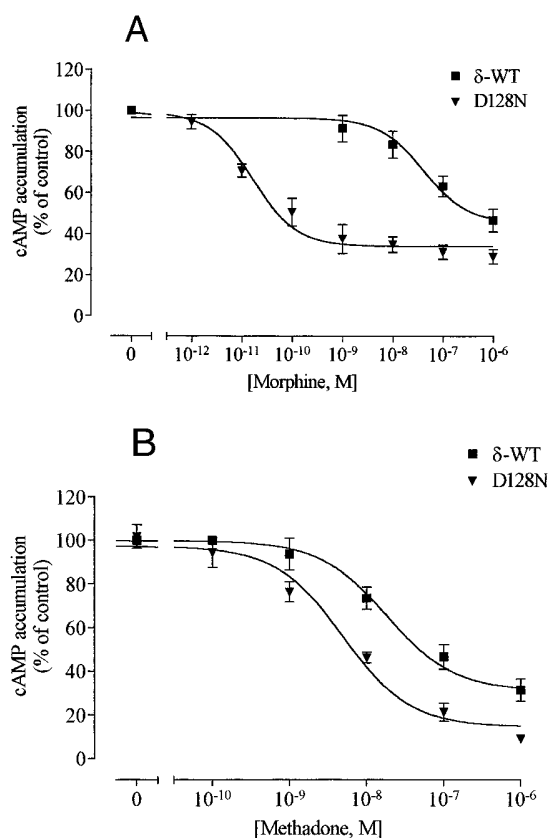 A
δ-WT
D128N
cAMP accumulation
(% of control)
120
100
80
60
40
20
0
0 10⁻¹² 10⁻¹¹ 10⁻¹⁰ 10⁻⁹ 10⁻⁸ 10⁻⁷ 10⁻⁶
[Morphine, M]
B
δ-WT
D128N
cAMP accumulation
(% of control)
120
100
80
60
40
20
0
0 10⁻¹⁰ 10⁻⁹ 10⁻⁸ 10⁻⁷ 10⁻⁶
[Methadone, M]